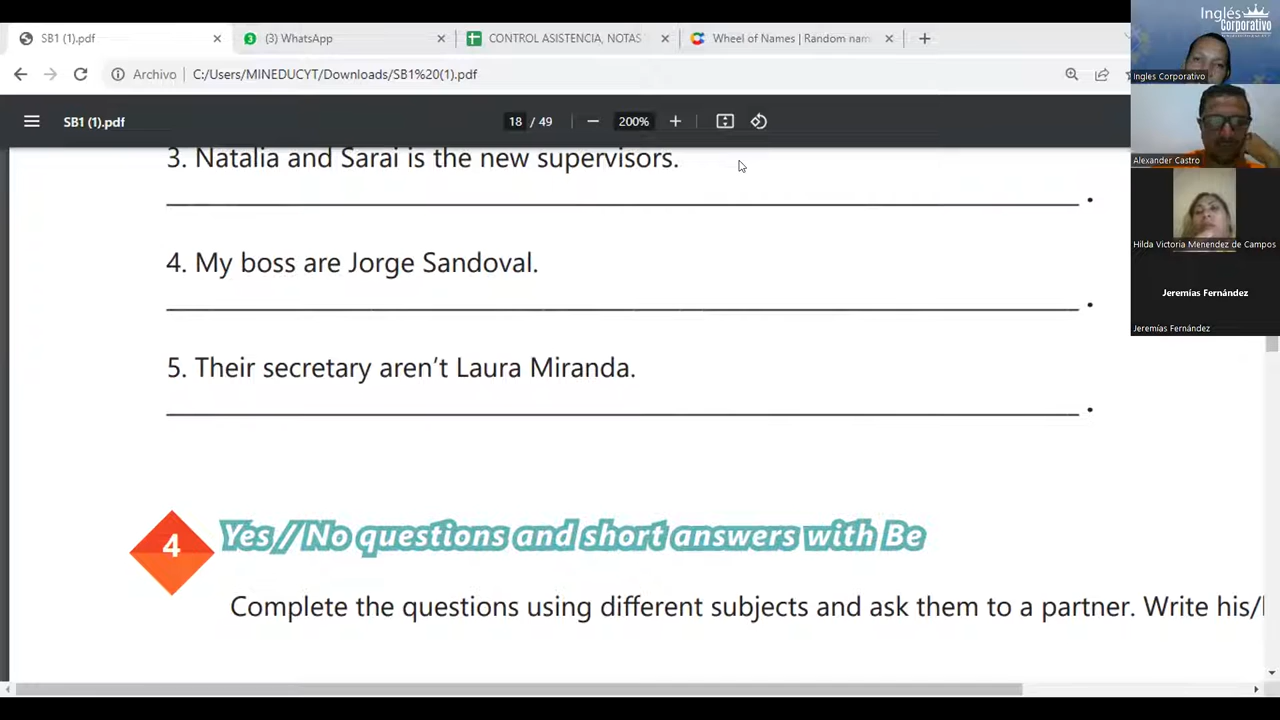 SB1 (1).pdf
3
(3) WhatsApp
CONTROL ASISTENCIA, NOTAS
Wheel of Names | Random nam
Archivo
C:/Users/MINEDUCYT/Downloads/SB1%20(1).pdf
SB1 (1).pdf
18 / 49
200%
3. Natalia and Sarai is the new supervisors.
.
4. My boss are Jorge Sandoval.
.
5. Their secretary aren't Laura Miranda.
.
4
Yes / No questions and short answers with Be
Complete the questions using different subjects and ask them to a partner. Write his/
Inglés
Corporativo
Ingles Corporativo
Alexander Castro
Hilda Victoria Menendez de Campos
Jeremías Fernández
Jeremías Fernández